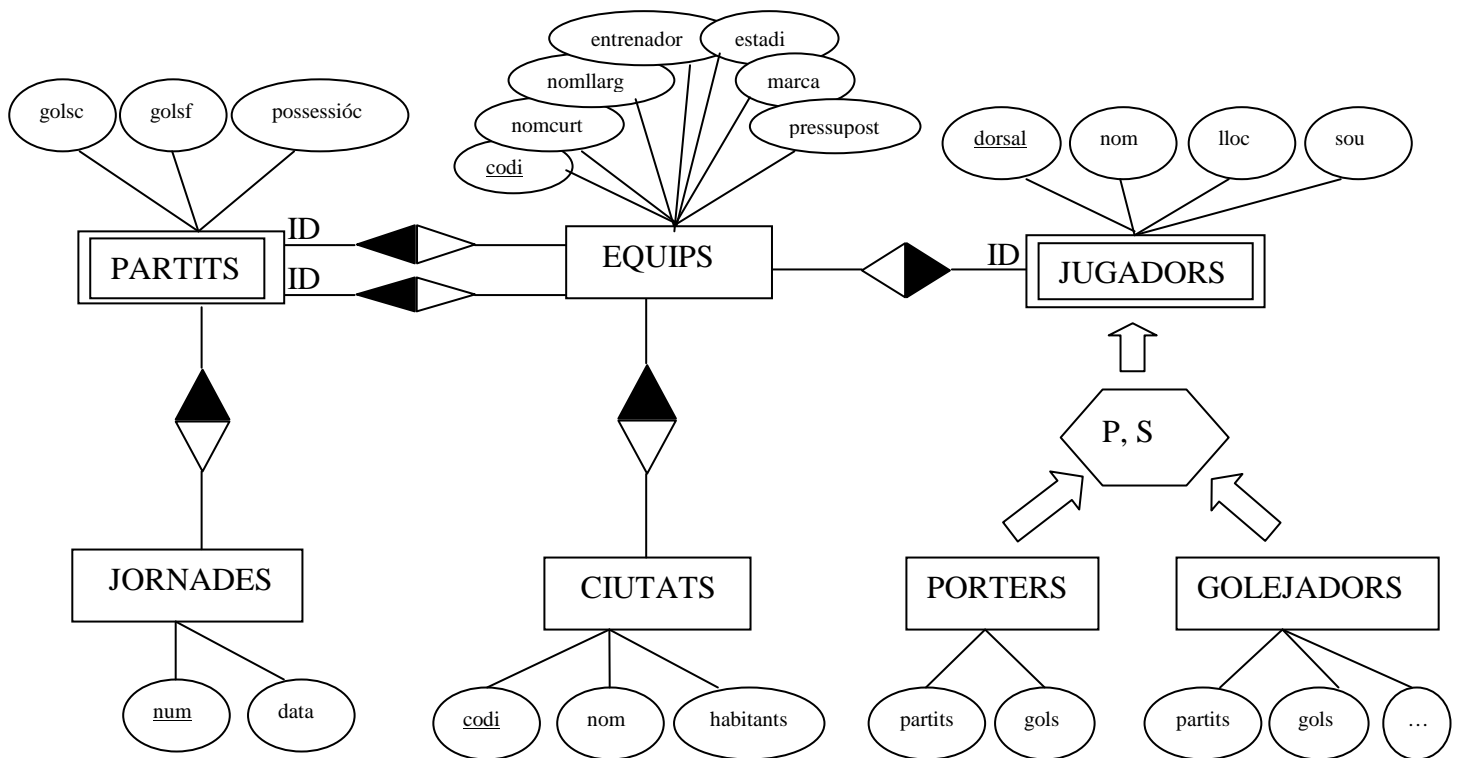 entrenador
estadi
nomllarg
marca
golsc
golsf
possessióc
nomcurt
pressupost
codi
dorsal
nom
lloc
sou
ID
PARTITS
EQUIPS
ID
JUGADORS
ID
P, S
JORNADES
CIUTATS
PORTERS
GOLEJADORS
num
data
codi
nom
habitants
partits
gols
partits
gols
…